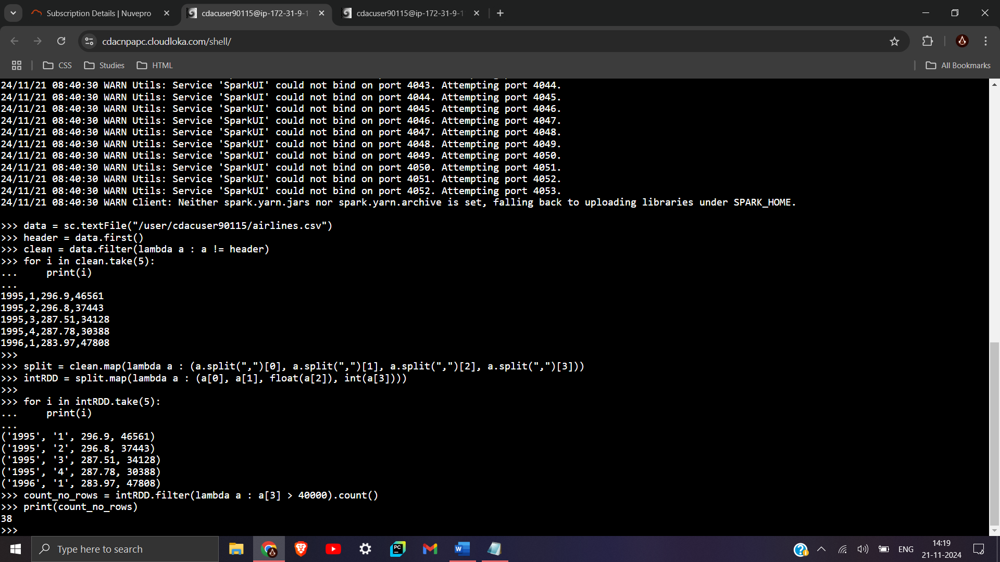 Subscription Details | Nuvepro
cdacuser90115@ip-172-31-9-1
cdacuser90115@ip-172-31-9-1
cdacnpapc.cloudloka.com/shell/
CSS
Studies
HTML
All Bookmarks
24/11/21 08:40:30 WARN Utils: Service 'SparkUI' could not bind on port 4043. Attempting port 4044.
24/11/21 08:40:30 WARN Utils: Service 'SparkUI' could not bind on port 4044. Attempting port 4045.
24/11/21 08:40:30 WARN Utils: Service 'SparkUI' could not bind on port 4045. Attempting port 4046.
24/11/21 08:40:30 WARN Utils: Service 'SparkUI' could not bind on port 4046. Attempting port 4047.
24/11/21 08:40:30 WARN Utils: Service 'SparkUI' could not bind on port 4047. Attempting port 4048.
24/11/21 08:40:30 WARN Utils: Service 'SparkUI' could not bind on port 4048. Attempting port 4049.
24/11/21 08:40:30 WARN Utils: Service 'SparkUI' could not bind on port 4049. Attempting port 4050.
24/11/21 08:40:30 WARN Utils: Service 'SparkUI' could not bind on port 4050. Attempting port 4051.
24/11/21 08:40:30 WARN Utils: Service 'SparkUI' could not bind on port 4051. Attempting port 4052.
24/11/21 08:40:30 WARN Utils: Service 'SparkUI' could not bind on port 4052. Attempting port 4053.
24/11/21 08:40:30 WARN Client: Neither spark.yarn.jars nor spark.yarn.archive is set, falling back to uploading libraries under SPARK_HOME.
>>> data = sc.textFile("/user/cdacuser90115/airlines.csv")
>>> header = data.first()
>>> clean = data.filter(lambda a : a != header)
>>> for i in clean.take(5):
...     print(i)
...
1995,1,296.9,46561
1995,2,296.8,37443
1995,3,287.51,34128
1995,4,287.78,30388
1996,1,283.97,47808
>>>
>>> split = clean.map(lambda a : (a.split(",")[0], a.split(",")[1], a.split(",")[2], a.split(",")[3]))
>>> intRDD = split.map(lambda a : (a[0], a[1], float(a[2]), int(a[3])))
>>>
>>> for i in intRDD.take(5):
...     print(i)
...
('1995', '1', 296.9, 46561)
('1995', '2', 296.8, 37443)
('1995', '3', 287.51, 34128)
('1995', '4', 287.78, 30388)
('1996', '1', 283.97, 47808)
>>> count_no_rows = intRDD.filter(lambda a : a[3] > 40000).count()
>>> print(count_no_rows)
38
>>>
Type here to search
ENG
14:19
21-11-2024